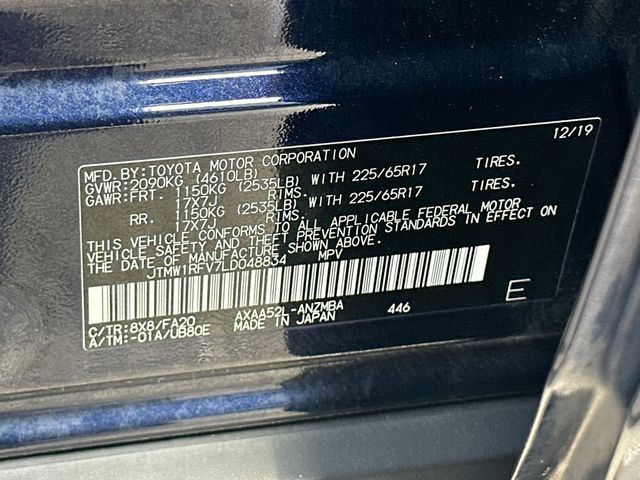 12/19
MFD.BY:TOYOTA MOTOR CORPORATION
GVWR:2090KG (4610LB)
GAWR:FRT. 1150KG (2535LB) WITH 225/65R17 TIRES.
17X7J RIMS.
RR. 1150KG (2535LB) WITH 225/65R17 TIRES.
17X7J RIMS.
THIS VEHICLE CONFORMS TO ALL APPLICABLE FEDERAL MOTOR
VEHICLE SAFETY AND THEFT PREVENTION STANDARDS IN EFFECT ON
THE DATE OF MANUFACTURE SHOWN ABOVE.
JTMW1RFV7LD048834 MPV
E
C/TR:8X8/FA20 AXAA52L-ANZMBA 446
A/TM:-01A/UB80E MADE IN JAPAN